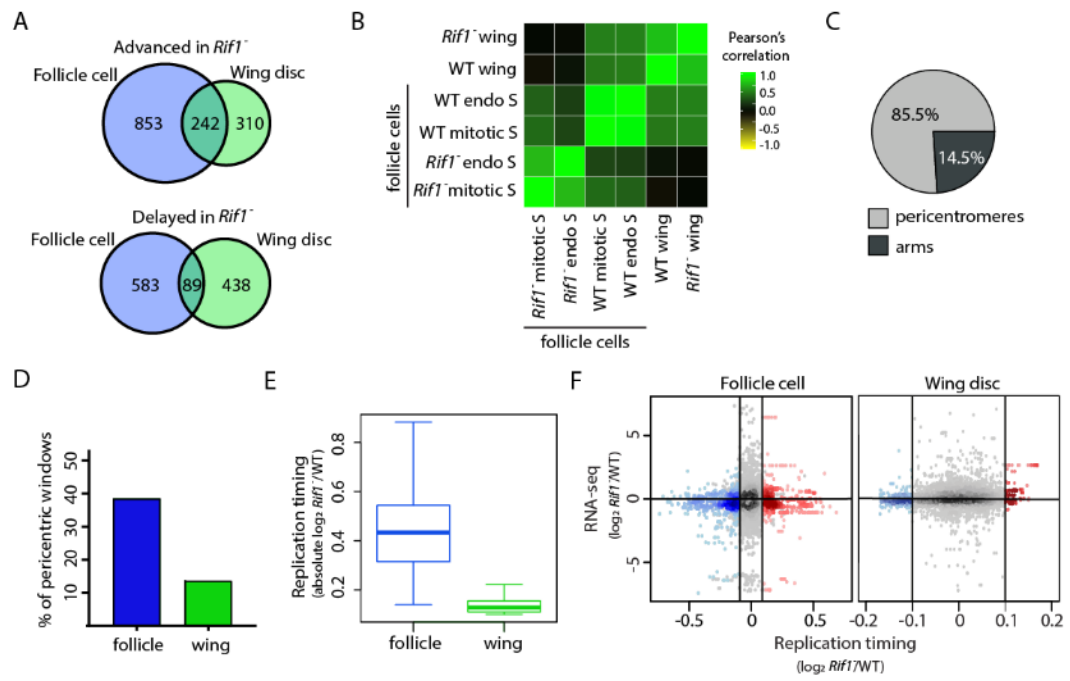 A
Advanced in Rif1⁻
Follicle cell
Wing disc
853
242
310
Delayed in Rif1⁻
Follicle cell
Wing disc
583
89
438
B
Rif1⁻ wing
WT wing
WT endo S
WT mitotic S
Rif1⁻ endo S
Rif1⁻ mitotic S
follicle cells
Rif1⁻ mitotic S
Rif1⁻ endo S
WT mitotic S
WT endo S
WT wing
Rif1⁻ wing
follicle cells
Pearson's
correlation
1.0
0.5
0.0
-0.5
-1.0
C
85.5%
14.5%
pericentromeres
arms
D
% of pericentric windows
50
40
30
20
10
follicle
wing
E
Replication timing
(absolute log₂ Rif1⁻/WT)
0.8
0.6
0.4
0.2
follicle
wing
F
Follicle cell
Wing disc
RNA-seq
(log₂ Rif1⁻/WT)
5
0
-5
-0.5
0
0.5
-0.2
-0.1
0
0.1
0.2
Replication timing
(log₂ Rif1⁻/WT)